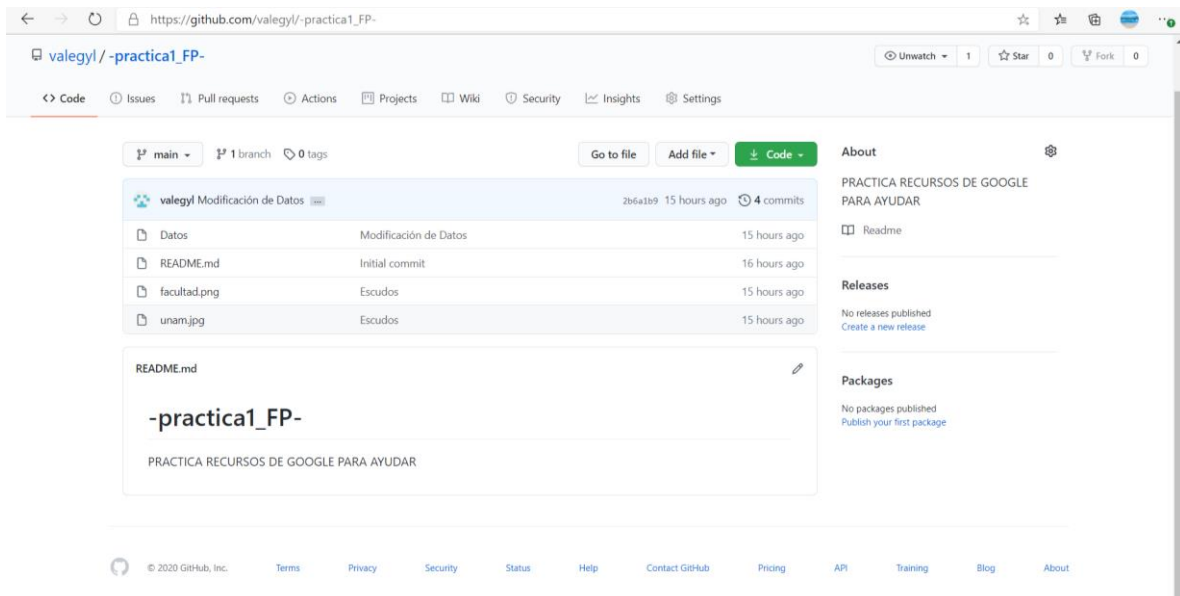 https://github.com/valegyl/-practica1_FP-
valegyl / -practica1_FP-
Unwatch 1 Star 0 Fork 0
<> Code Issues Pull requests Actions Projects Wiki Security Insights Settings
main 1 branch 0 tags Go to file Add file Code
valegyl Modificación de Datos ... 2b6a1b9 15 hours ago 4 commits
Datos Modificación de Datos 15 hours ago
README.md Initial commit 16 hours ago
facultad.png Escudos 15 hours ago
unam.jpg Escudos 15 hours ago
README.md
-practica1_FP-
PRACTICA RECURSOS DE GOOGLE PARA AYUDAR
About
PRACTICA RECURSOS DE GOOGLE
PARA AYUDAR
Readme
Releases
No releases published
Create a new release
Packages
No packages published
Publish your first package
© 2020 GitHub, Inc. Terms Privacy Security Status Help Contact GitHub Pricing API Training Blog About